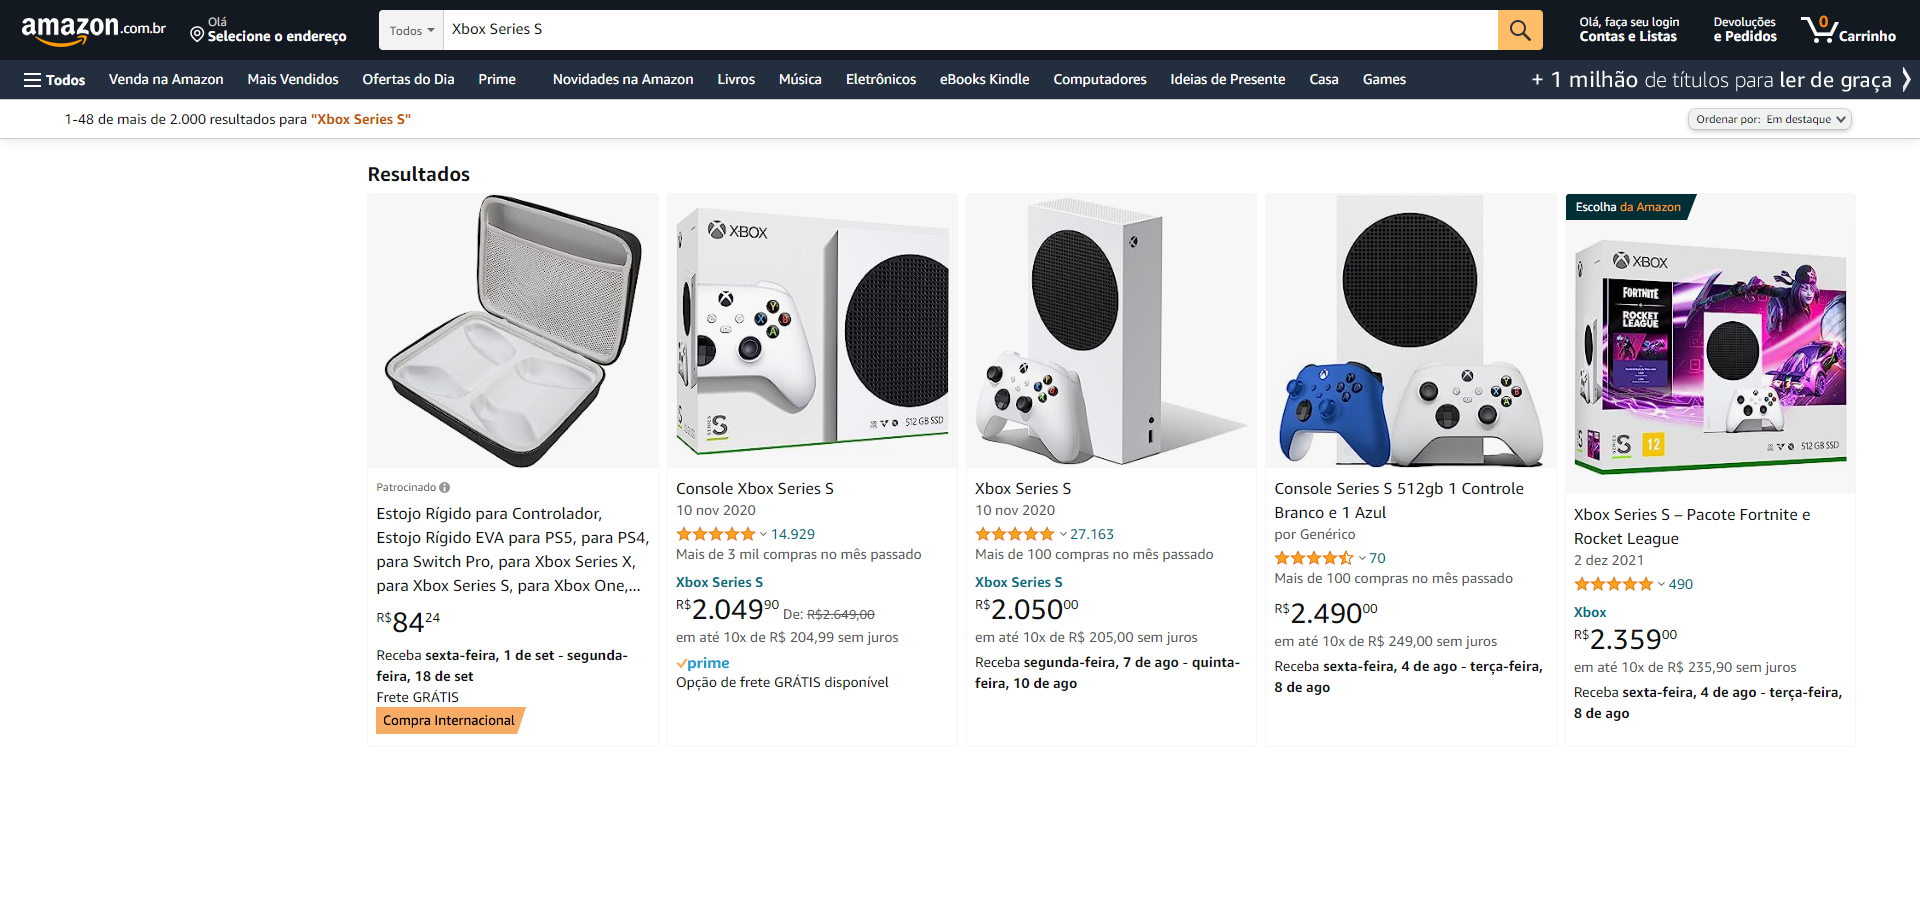 amazon.com.br
Olá
Selecione o endereço
Todos
Xbox Series S
Olá, faça seu login
Contas e Listas
Devoluções
e Pedidos
0
Carrinho
Todos
Venda na Amazon
Mais Vendidos
Ofertas do Dia
Prime
Novidades na Amazon
Livros
Música
Eletrônicos
eBooks Kindle
Computadores
Ideias de Presente
Casa
Games
+ 1 milhão de títulos para ler de graça
1-48 de mais de 2.000 resultados para "Xbox Series S"
Ordenar por: Em destaque
Resultados
Patrocinado
Estojo Rígido para Controlador,
Estojo Rígido EVA para PS5, para PS4,
para Switch Pro, para Xbox Series X,
para Xbox Series S, para Xbox One,...
R$8424
Receba sexta-feira, 1 de set - segunda-
feira, 18 de set
Frete GRÁTIS
Compra Internacional
XBOX
X
Y
B
A
SERIES S
512 GB SSD
Console Xbox Series S
10 nov 2020
14.929
Mais de 3 mil compras no mês passado
Xbox Series S
R$2.04990 De: R$2.649,00
em até 10x de R$ 204,99 sem juros
prime
Opção de frete GRÁTIS disponível
Xbox Series S
10 nov 2020
27.163
Mais de 100 compras no mês passado
Xbox Series S
R$2.05000
em até 10x de R$ 205,00 sem juros
Receba segunda-feira, 7 de ago - quinta-
feira, 10 de ago
Console Series S 512gb 1 Controle
Branco e 1 Azul
por Genérico
70
Mais de 100 compras no mês passado
R$2.49000
em até 10x de R$ 249,00 sem juros
Receba sexta-feira, 4 de ago - terça-feira,
8 de ago
Escolha da Amazon
XBOX
FORTNITE
+
ROCKET
LEAGUE
SERIES S
12
512 GB SSD
Xbox Series S – Pacote Fortnite e
Rocket League
2 dez 2021
490
Xbox
R$2.35900
em até 10x de R$ 235,90 sem juros
Receba sexta-feira, 4 de ago - terça-feira,
8 de ago